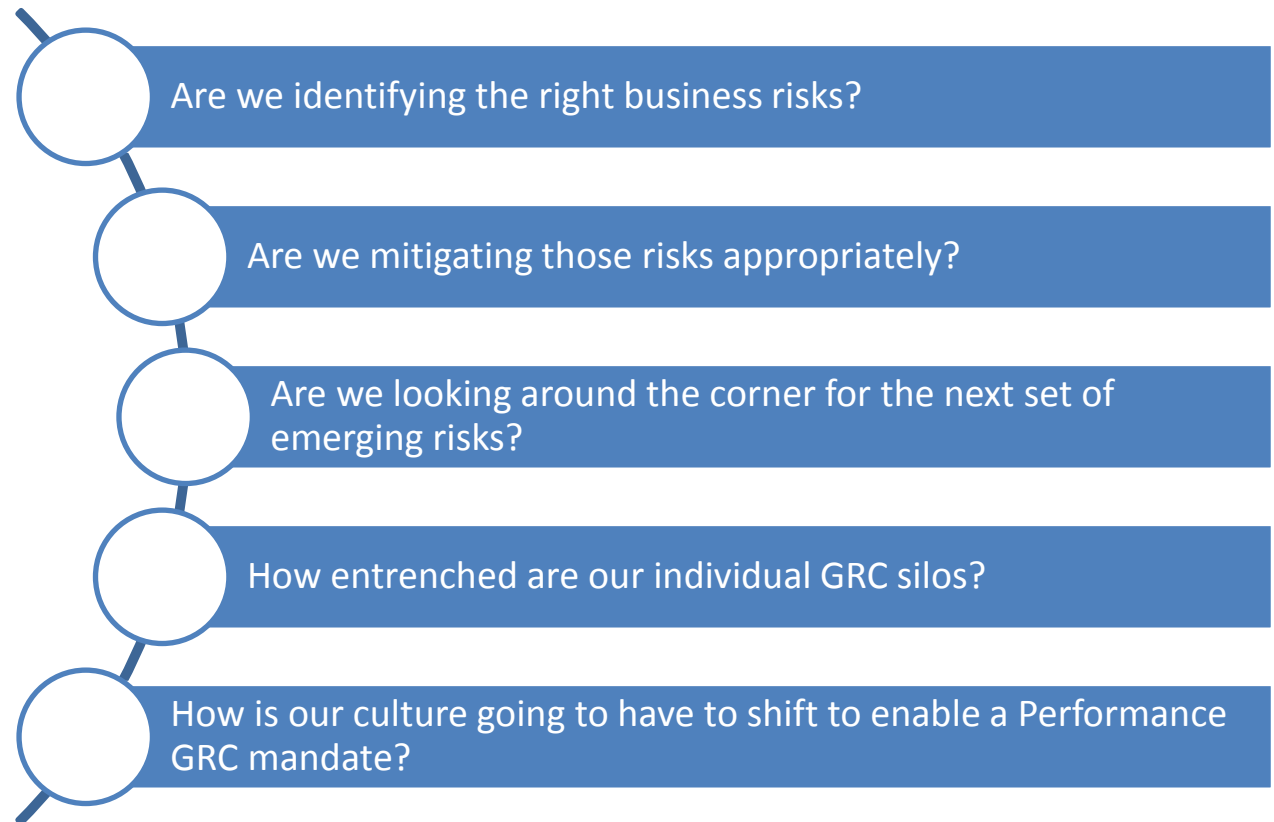 Are we identifying the right business risks?
Are we mitigating those risks appropriately?
Are we looking around the corner for the next set of
emerging risks?
How entrenched are our individual GRC silos?
How is our culture going to have to shift to enable a Performance
GRC mandate?